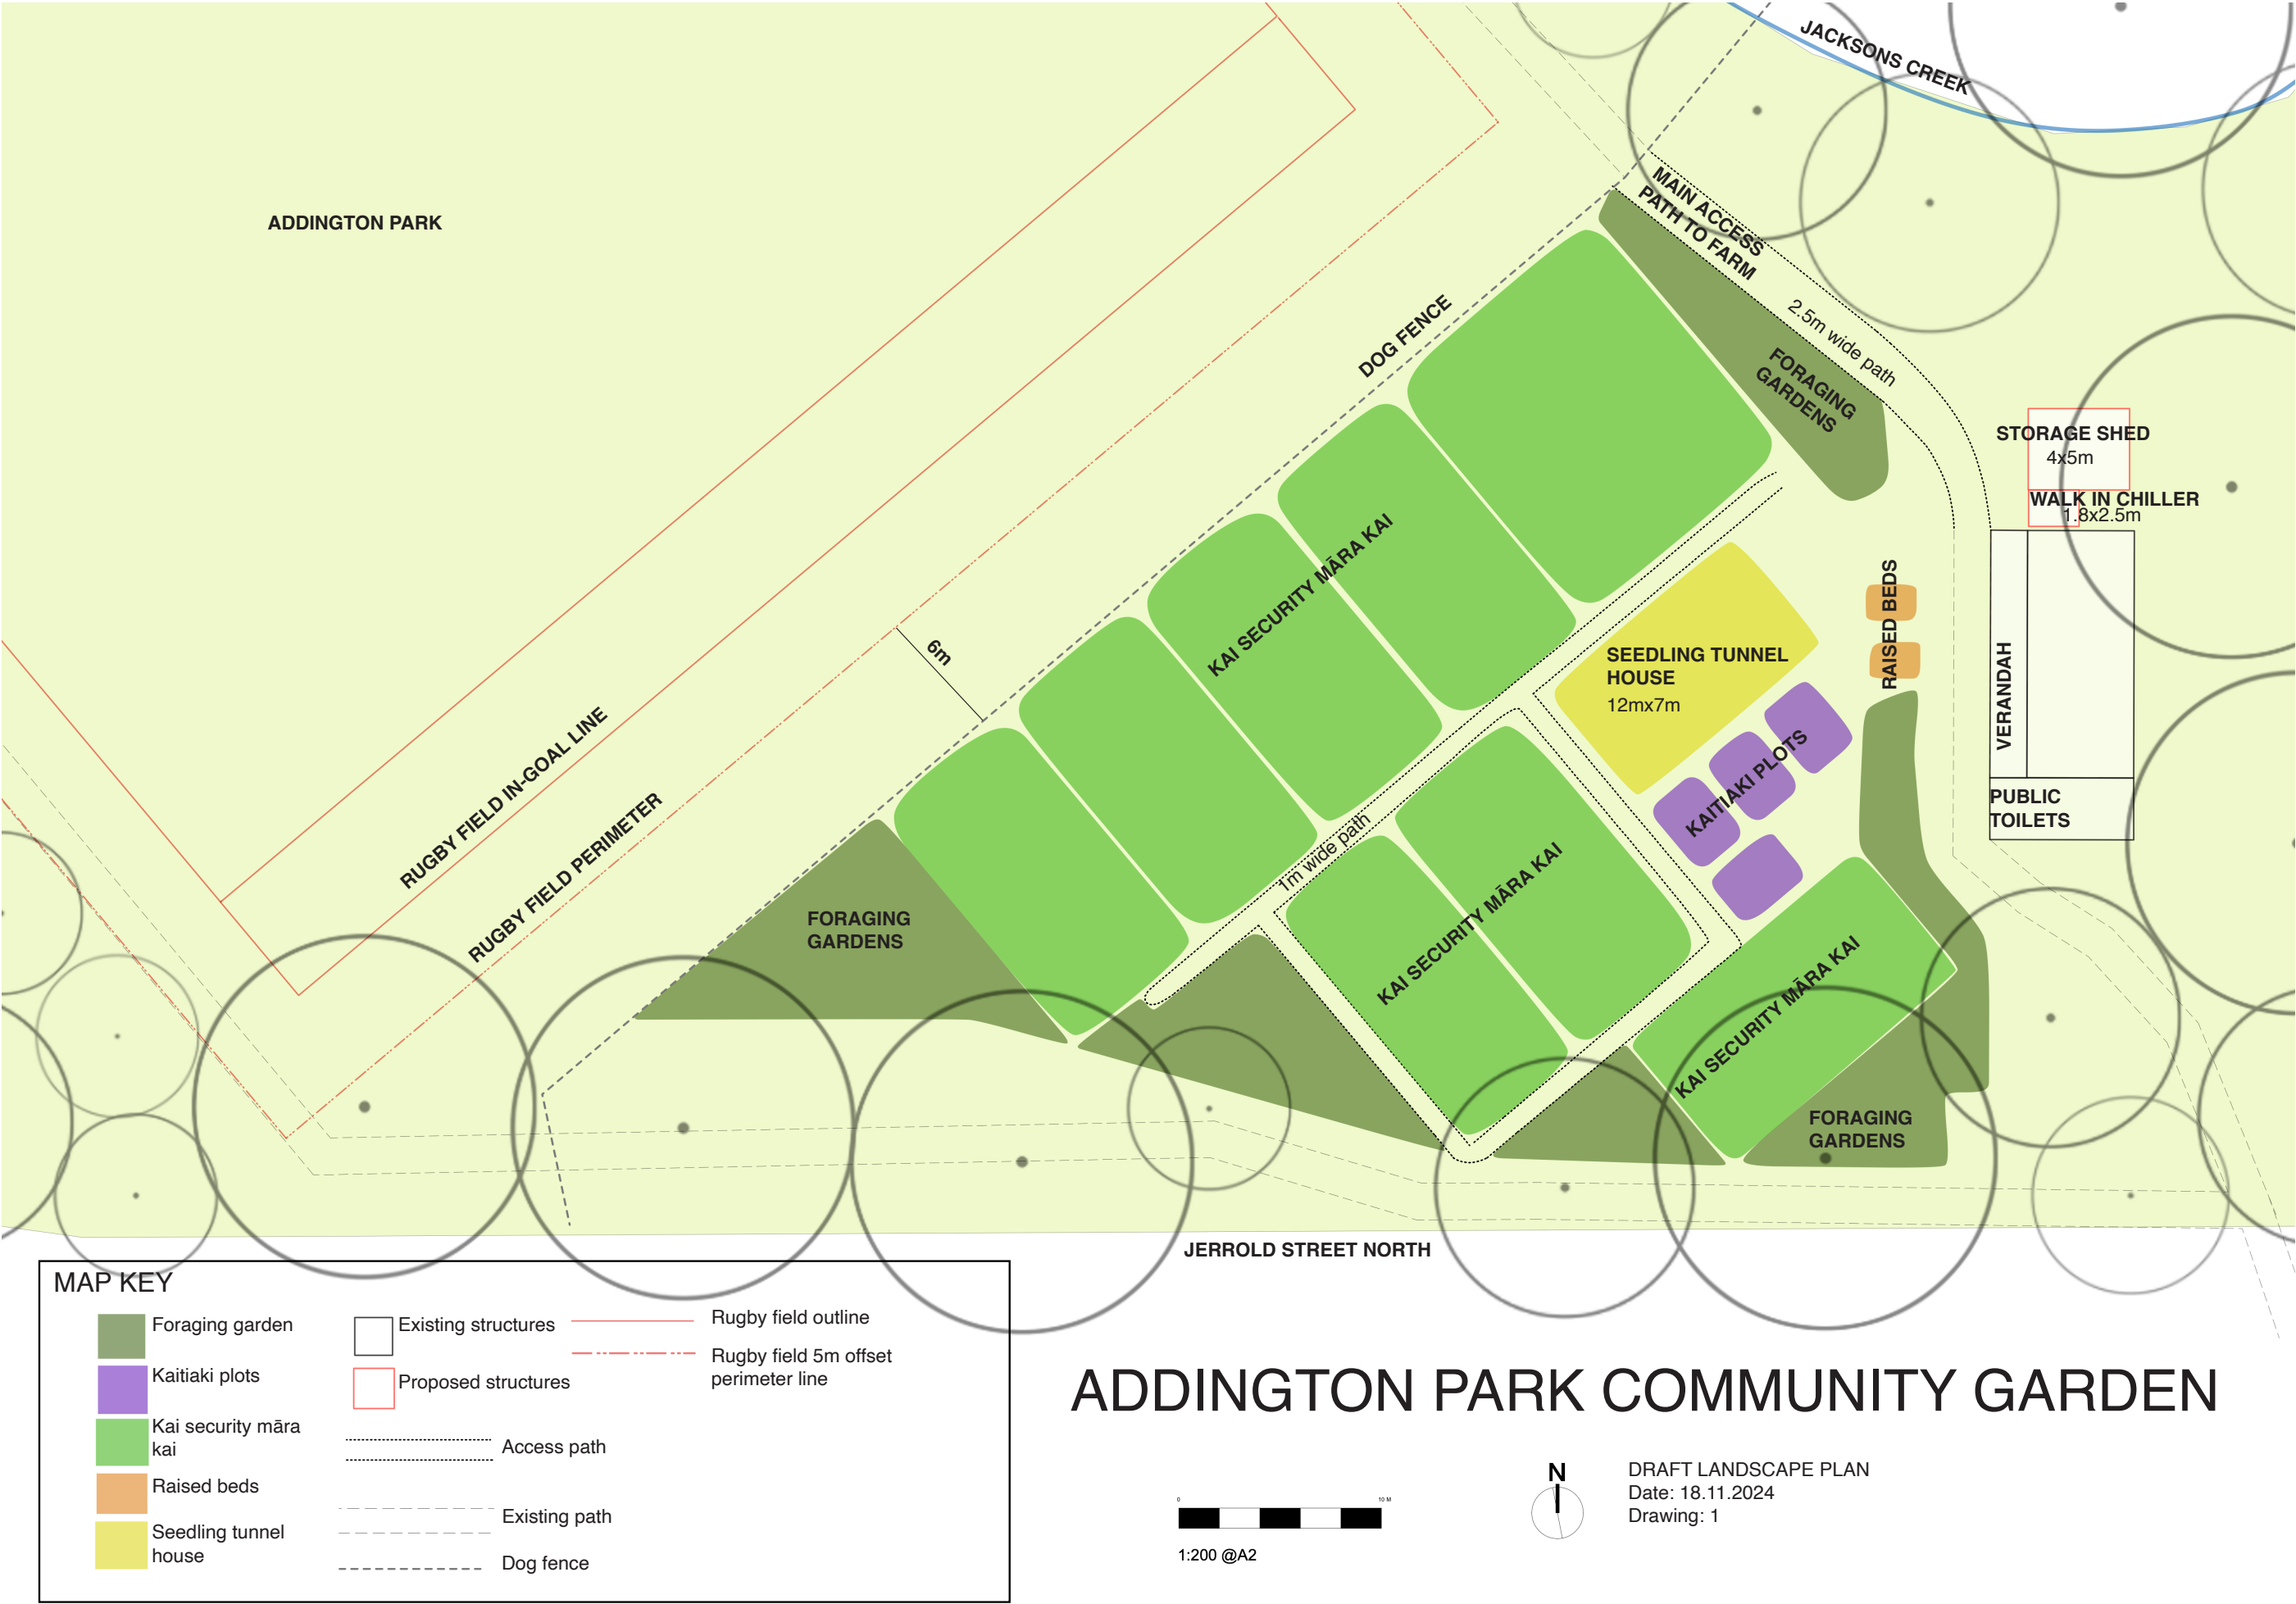 JACKSONS CREEK
ADDINGTON PARK
MAIN ACCESS
PATH TO FARM
2.5m wide path
DOG FENCE
FORAGING
GARDENS
STORAGE SHED
4x5m
WALK IN CHILLER
1.8x2.5m
KAI SECURITY MĀRA KAI
RAISED BEDS
6m
SEEDLING TUNNEL
HOUSE
12mx7m
VERANDAH
KAITIAKI PLOTS
RUGBY FIELD IN-GOAL LINE
RUGBY FIELD PERIMETER
PUBLIC
TOILETS
1m wide path
FORAGING
GARDENS
KAI SECURITY MĀRA KAI
KAI SECURITY MĀRA KAI
FORAGING
GARDENS
JERROLD STREET NORTH
MAP KEY
Foraging garden
Kaitiaki plots
Kai security māra
kai
Raised beds
Seedling tunnel
house
Existing structures
Proposed structures
Access path
Existing path
Dog fence
Rugby field outline
Rugby field 5m offset
perimeter line
ADDINGTON PARK COMMUNITY GARDEN
0 10 M
1:200 @A2
N
DRAFT LANDSCAPE PLAN
Date: 18.11.2024
Drawing: 1